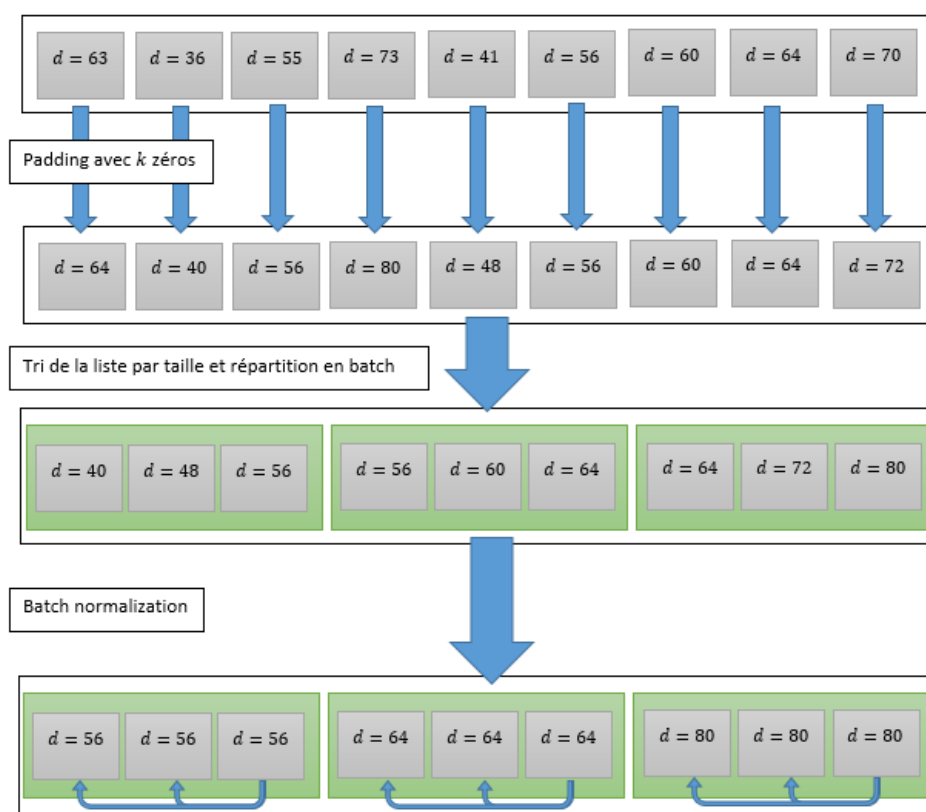 d = 63 d = 36 d = 55 d = 73 d = 41 d = 56 d = 60 d = 64 d = 70
Padding avec k zéros
d = 64 d = 40 d = 56 d = 80 d = 48 d = 56 d = 60 d = 64 d = 72
Tri de la liste par taille et répartition en batch
d = 40 d = 48 d = 56 d = 56 d = 60 d = 64 d = 64 d = 72 d = 80
Batch normalization
d = 56 d = 56 d = 56 d = 64 d = 64 d = 64 d = 80 d = 80 d = 80